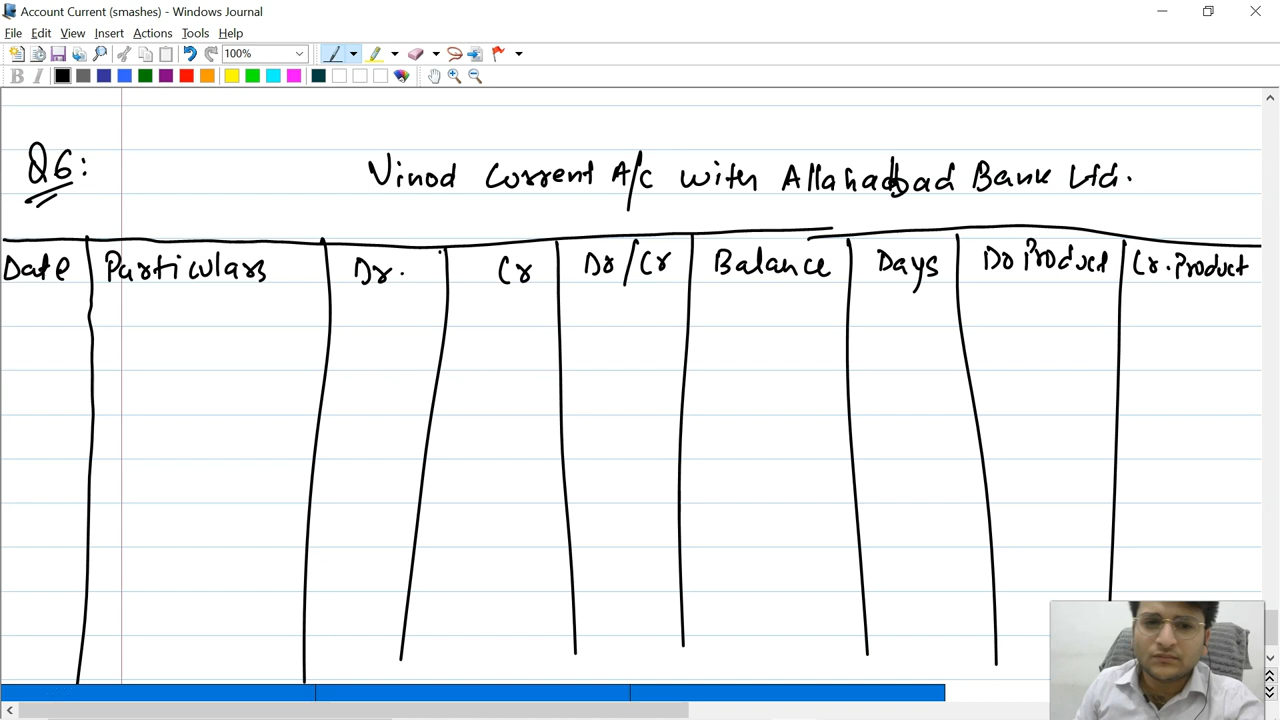 Account Current (smashes) - Windows Journal
File Edit View Insert Actions Tools Help
100%
B I
Q6: Vinod Current A/c with Allahadbad Bank Ltd.
Date Particulars Dr. Cr Dr/Cr Balance Days Dr Product Cr. Product